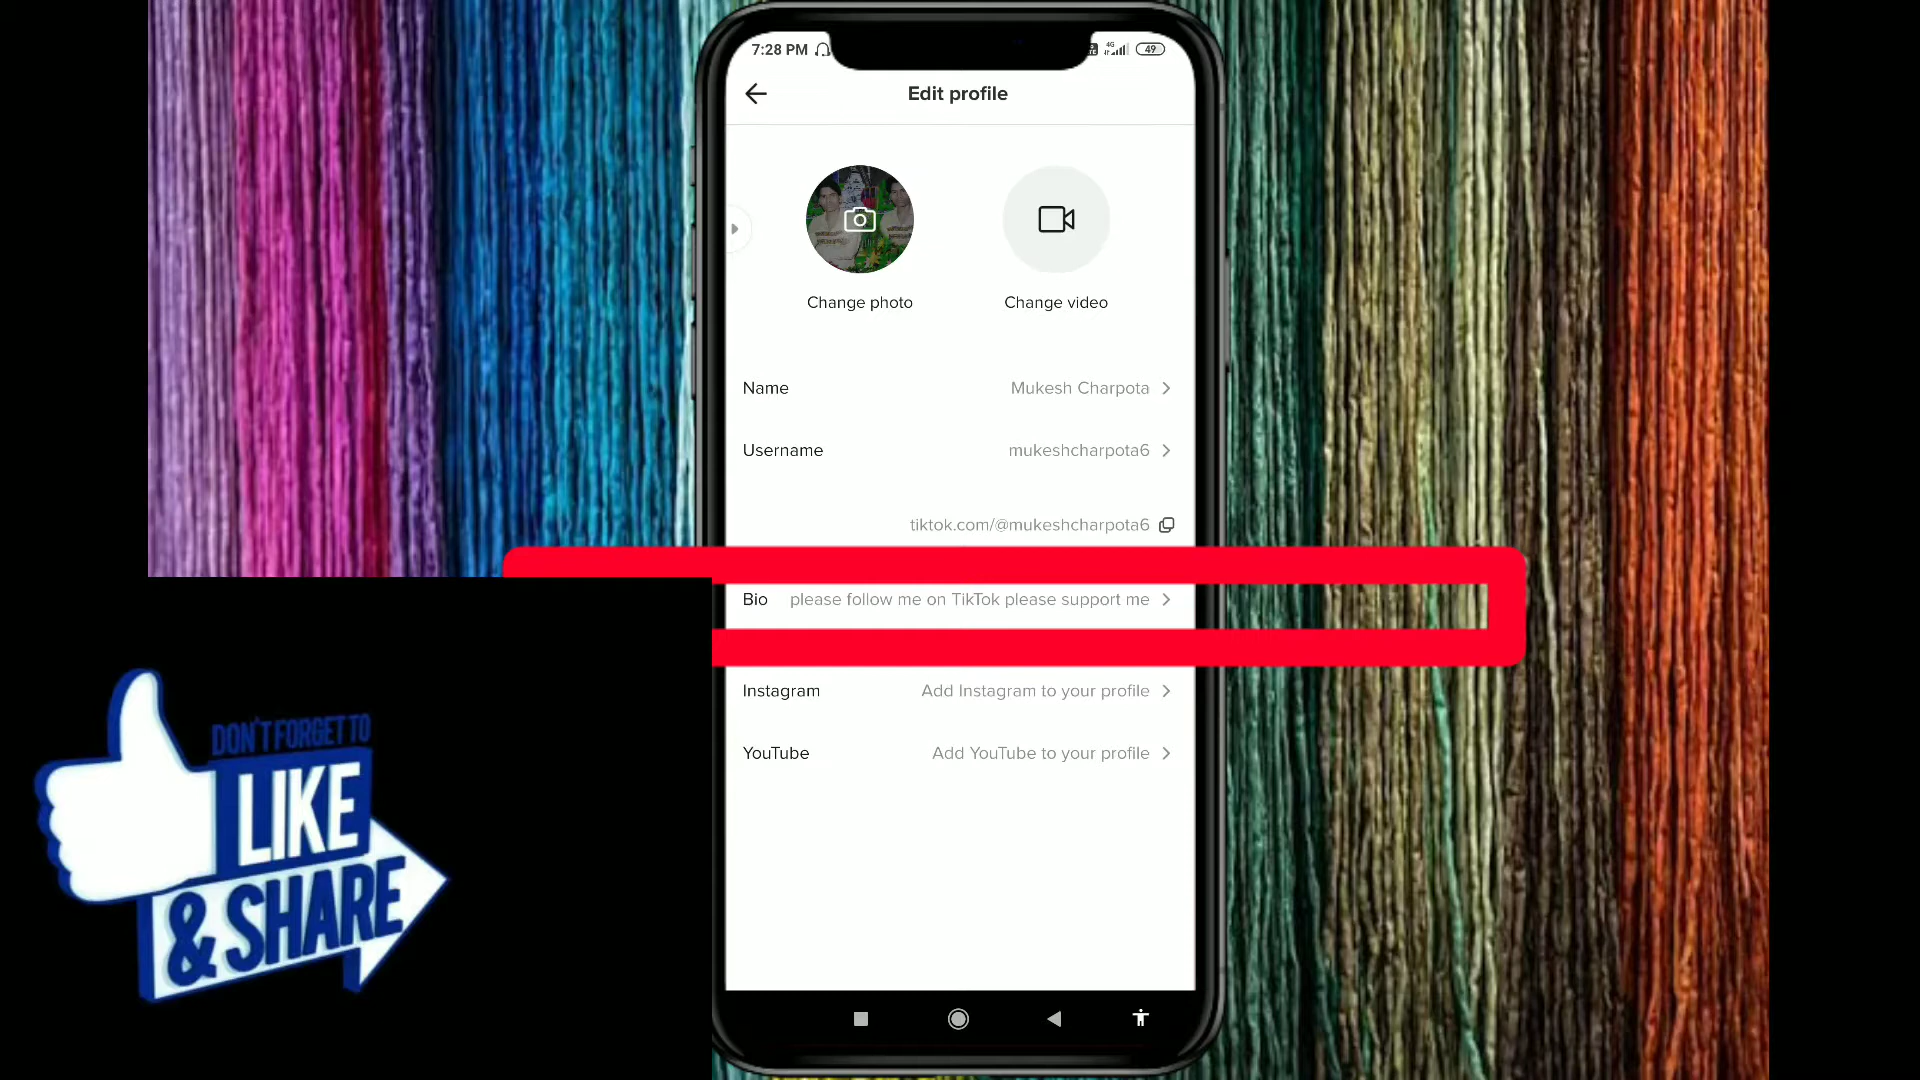 7:28 PM
4G
49
Edit profile
Change photo
Change video
Name
Mukesh Charpota
Username
mukeshcharpota6
tiktok.com/@mukeshcharpota6
Bio
please follow me on TikTok please support me
Instagram
Add Instagram to your profile
YouTube
Add YouTube to your profile
DON'T FORGET TO
LIKE
& SHARE